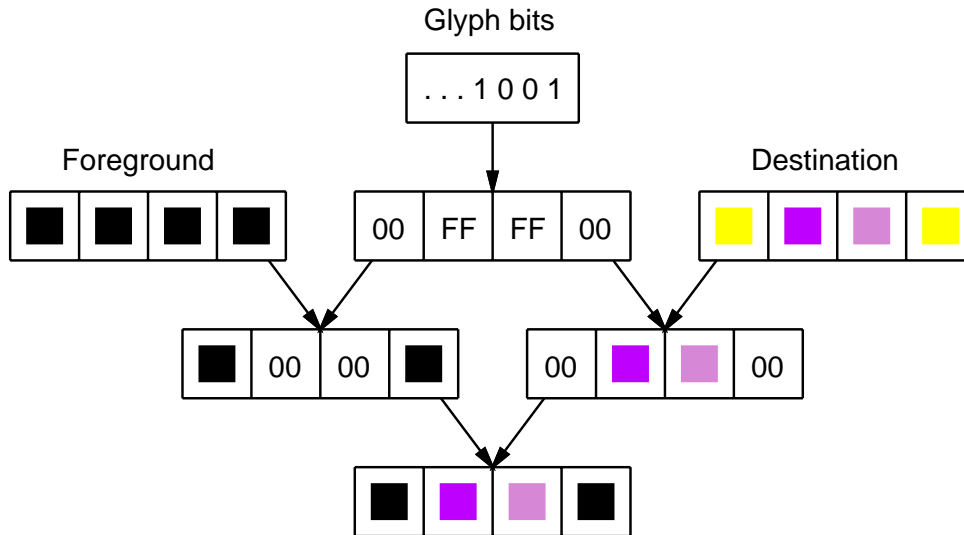 Glyph bits
. . . 1 0 0 1
Foreground
Destination
00 FF FF 00
00 00
00 00